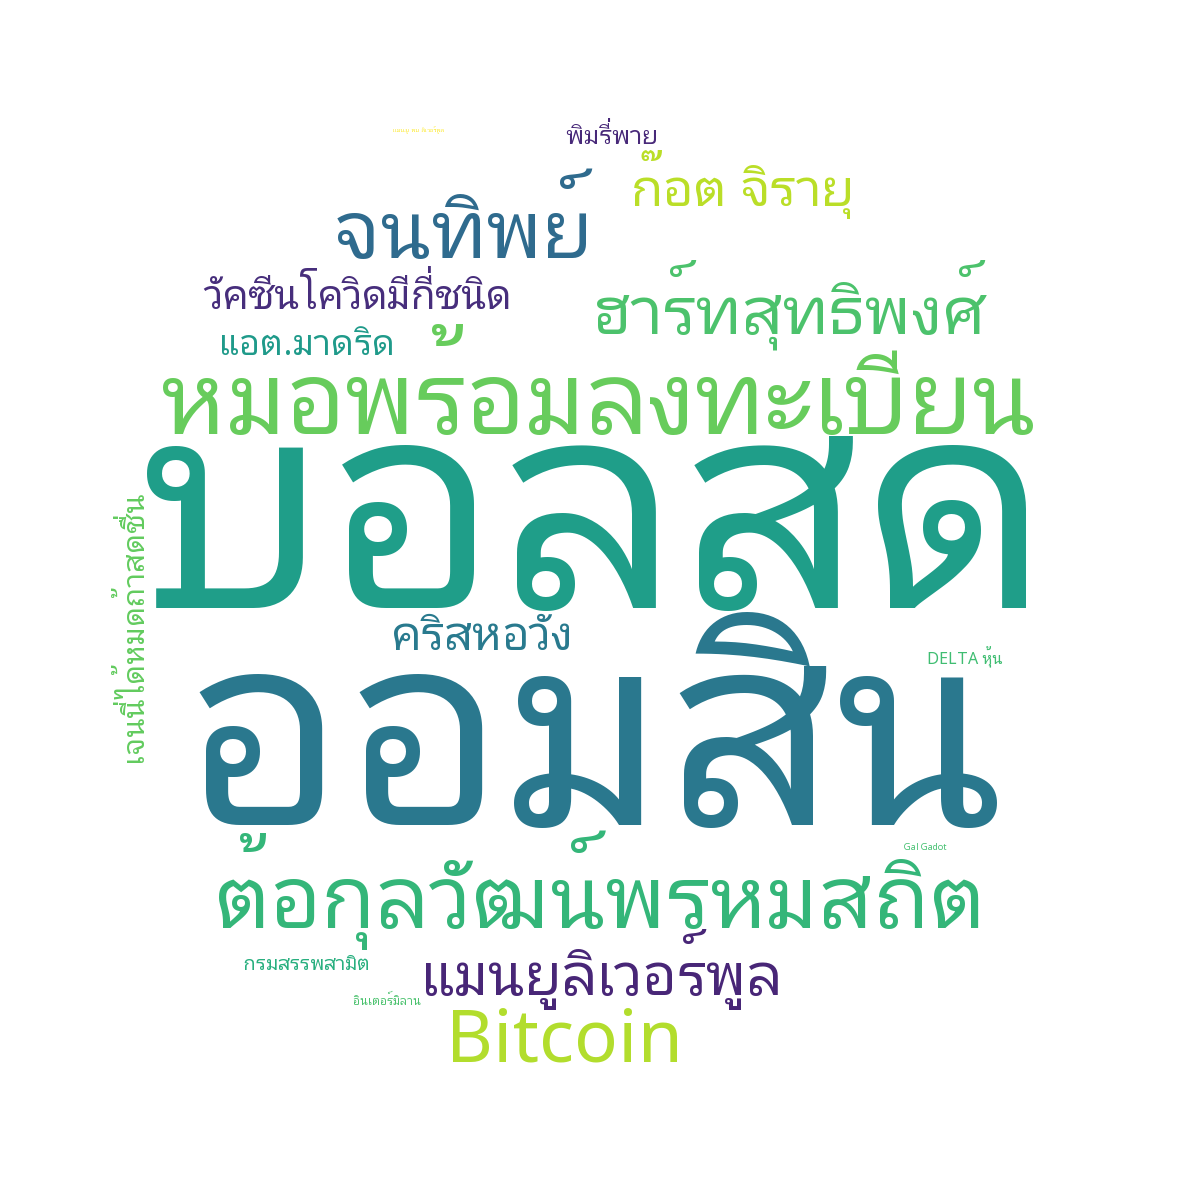 พิมรี่พาย
ก๊อต จิรายุ
จนทิพย์
วัคซีนโควิดมีกี่ชนิด
ฮาร์ทสุทธิพงศ์
แอต.มาดริด
หมอพร้อมลงทะเบียน
บอลสด
เจนนี่ได้หมดถ้าสดชื่น
คริสหอวัง
DELTA หุ้น
ออมสิน
Gal Gadot
ต้อกุลวัฒน์พรหมสถิต
กรมสรรพสามิต
แมนยูลิเวอร์พูล
อินเตอร์มิลาน
Bitcoin